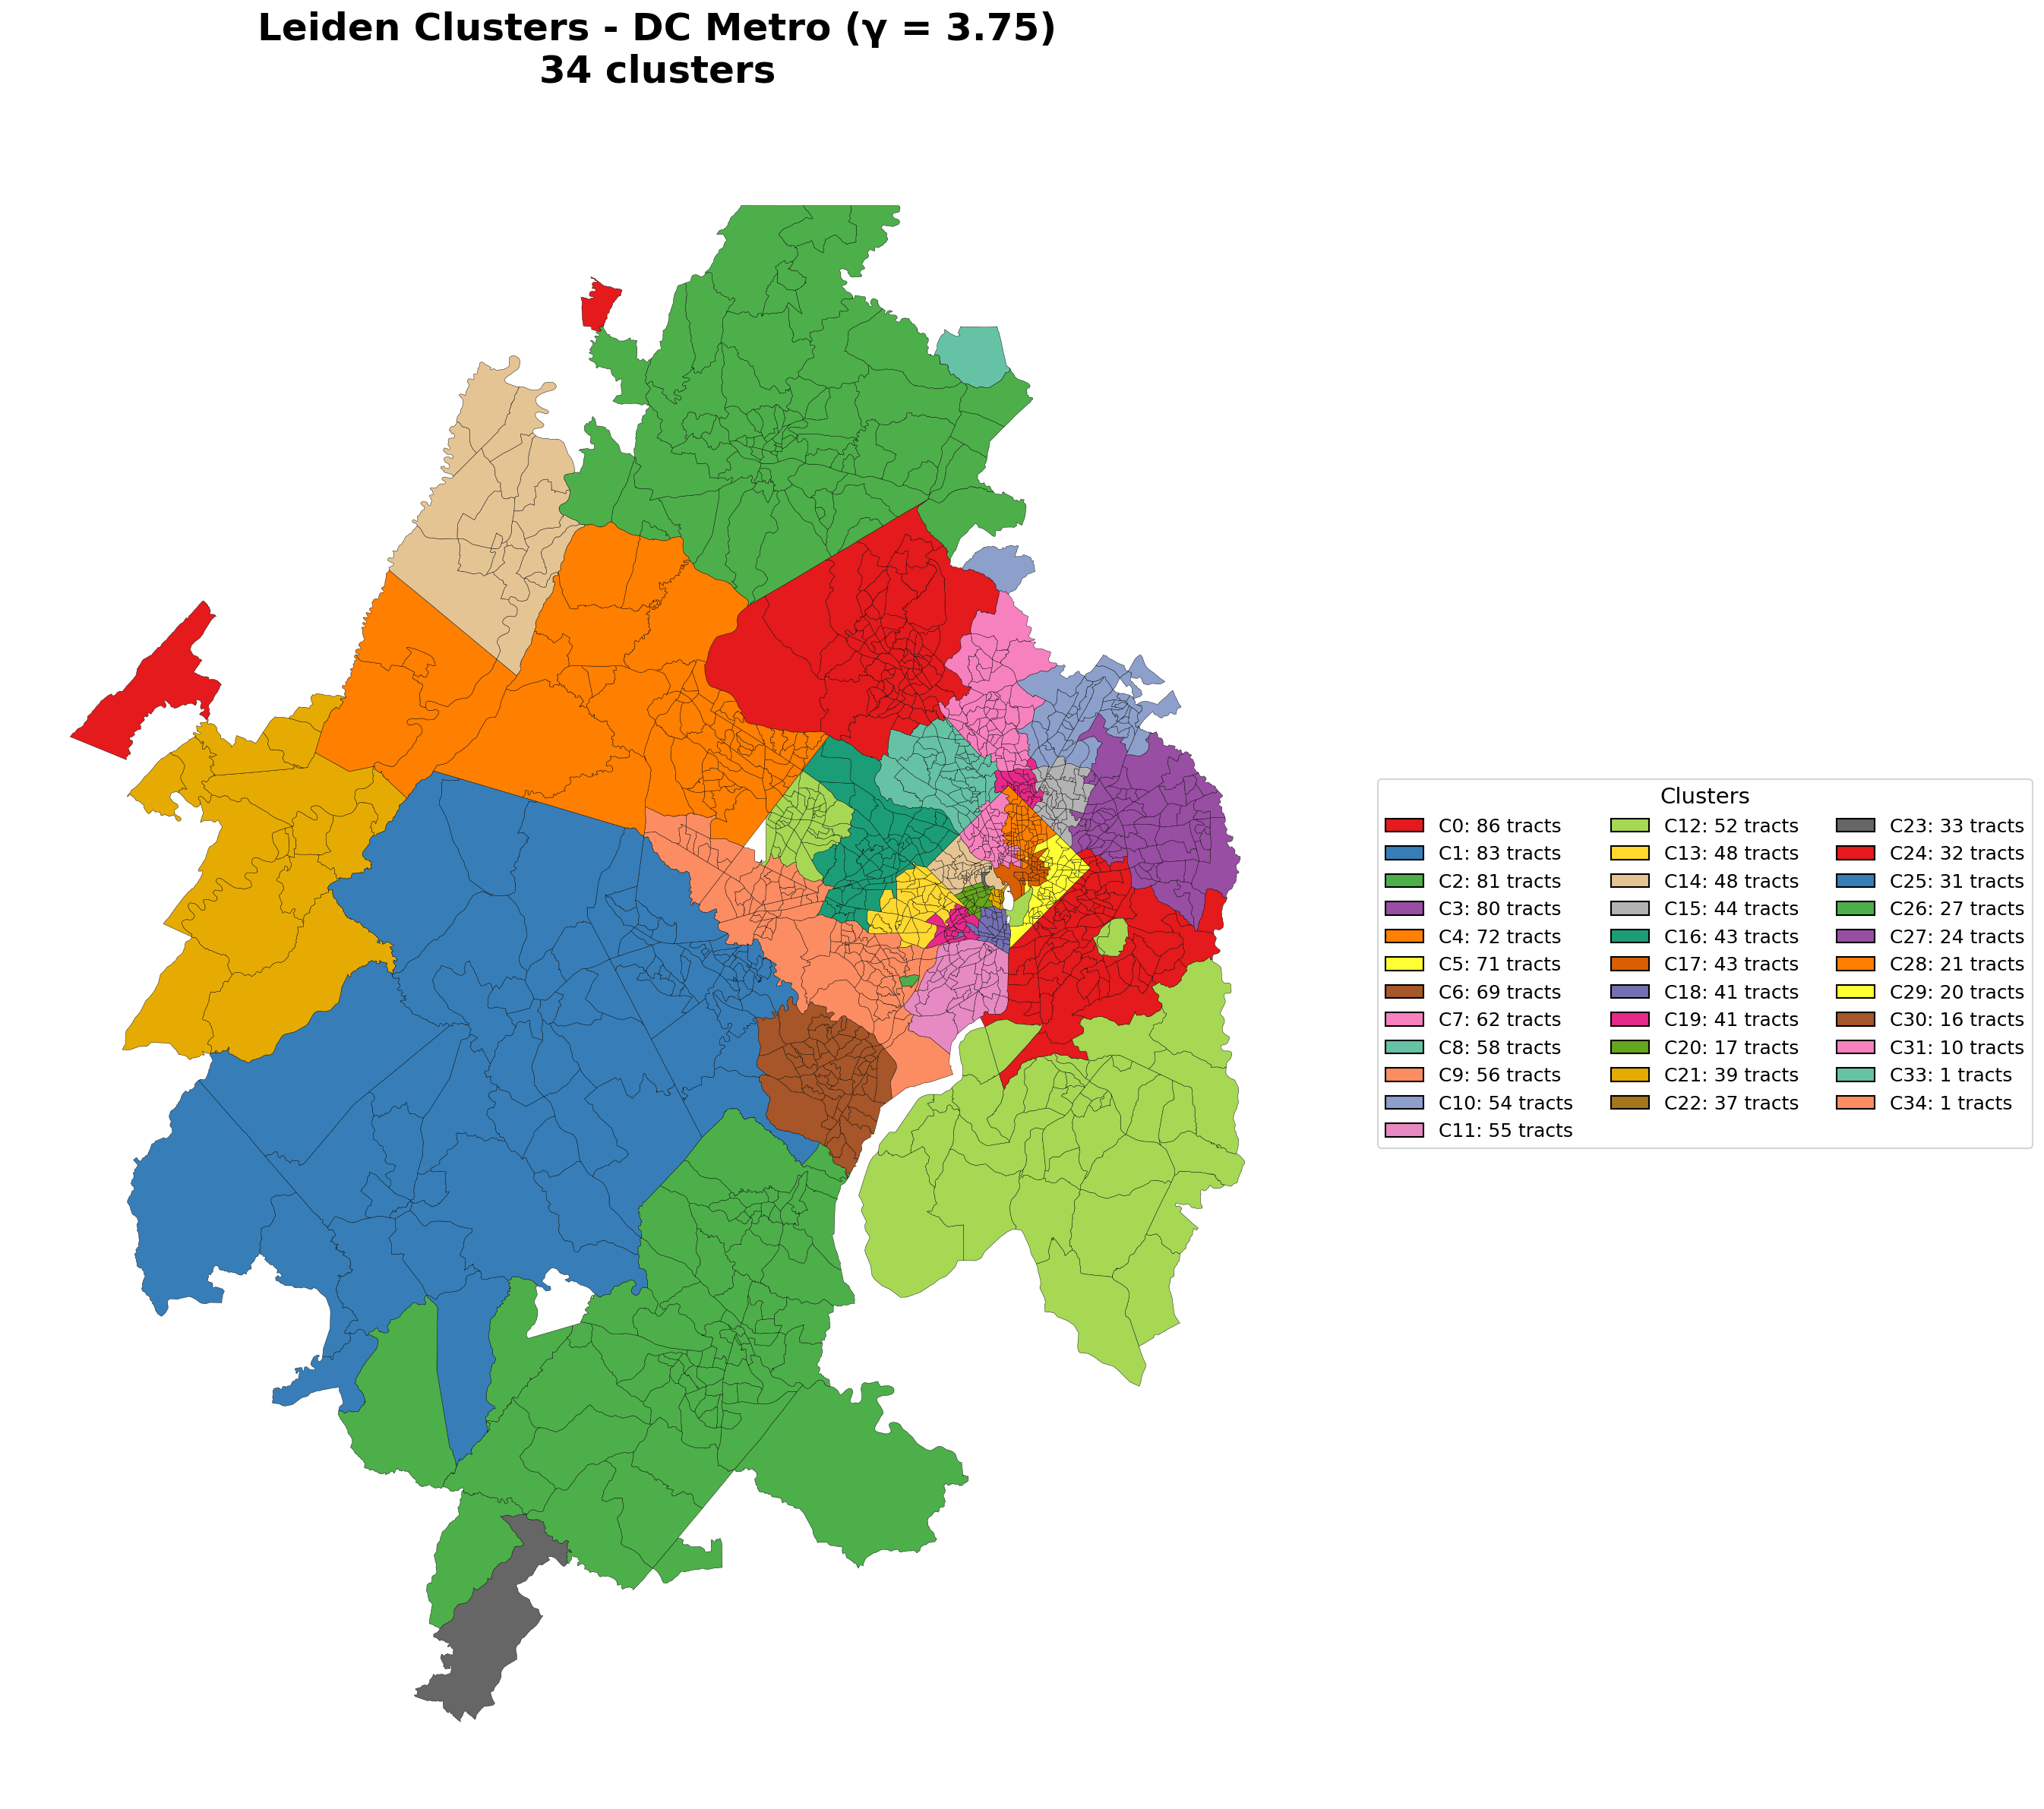 Leiden Clusters - DC Metro (γ = 3.75)
34 clusters
Clusters
C0: 86 tracts
C1: 83 tracts
C2: 81 tracts
C3: 80 tracts
C4: 72 tracts
C5: 71 tracts
C6: 69 tracts
C7: 62 tracts
C8: 58 tracts
C9: 56 tracts
C10: 54 tracts
C11: 55 tracts
C12: 52 tracts
C13: 48 tracts
C14: 48 tracts
C15: 44 tracts
C16: 43 tracts
C17: 43 tracts
C18: 41 tracts
C19: 41 tracts
C20: 17 tracts
C21: 39 tracts
C22: 37 tracts
C23: 33 tracts
C24: 32 tracts
C25: 31 tracts
C26: 27 tracts
C27: 24 tracts
C28: 21 tracts
C29: 20 tracts
C30: 16 tracts
C31: 10 tracts
C33: 1 tracts
C34: 1 tracts